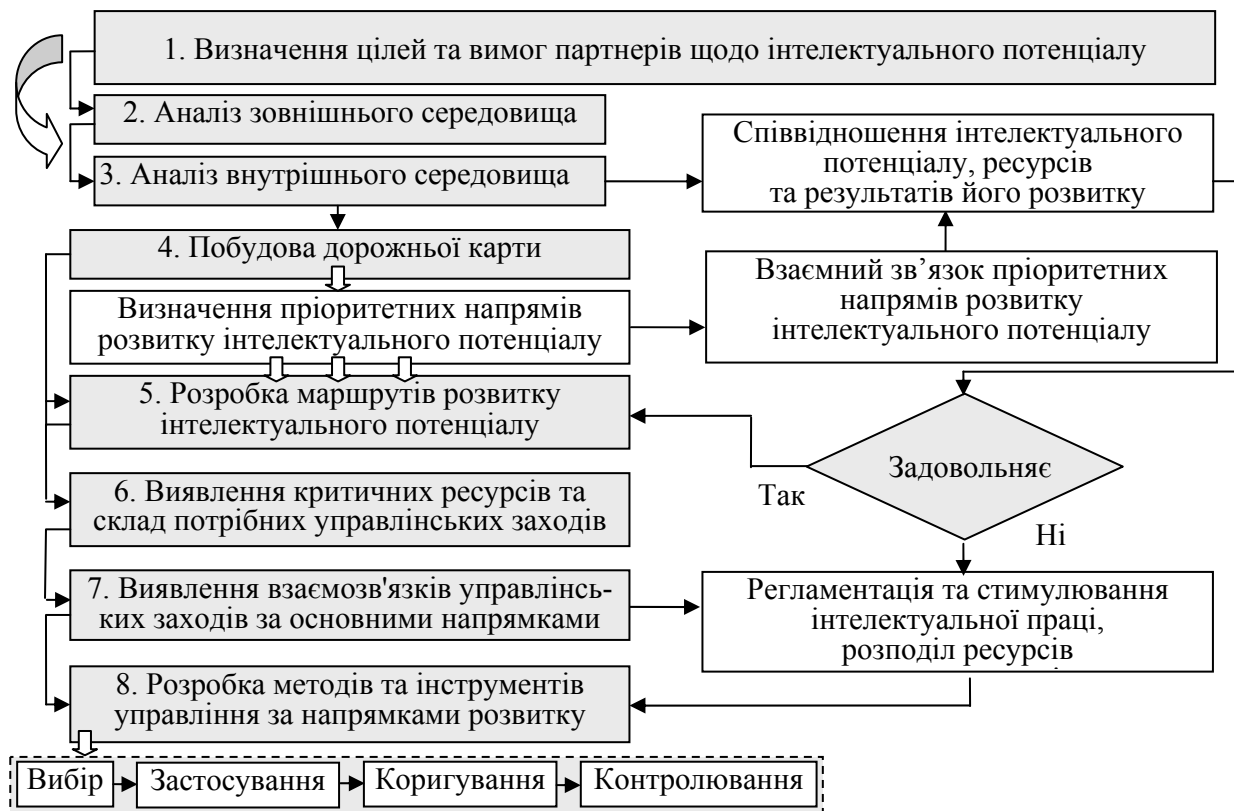 1. Визначення цілей та вимог партнерів щодо інтелектуального потенціалу
2. Аналіз зовнішнього середовища
3. Аналіз внутрішнього середовища
Співвідношення інтелектуального
потенціалу, ресурсів
та результатів його розвитку
4. Побудова дорожньої карти
Визначення пріоритетних напрямів
розвитку інтелектуального потенціалу
Взаємний зв’язок пріоритетних
напрямів розвитку
інтелектуального потенціалу
5. Розробка маршрутів розвитку
інтелектуального потенціалу
Задовольняє
Так
Ні
6. Виявлення критичних ресурсів та
склад потрібних управлінських заходів
7. Виявлення взаємозв'язків управлінсь-
ких заходів за основними напрямками
Регламентація та стимулювання
інтелектуальної праці,
розподіл ресурсів
8. Розробка методів та інструментів
управління за напрямками розвитку
Вибір
Застосування
Коригування
Контролювання